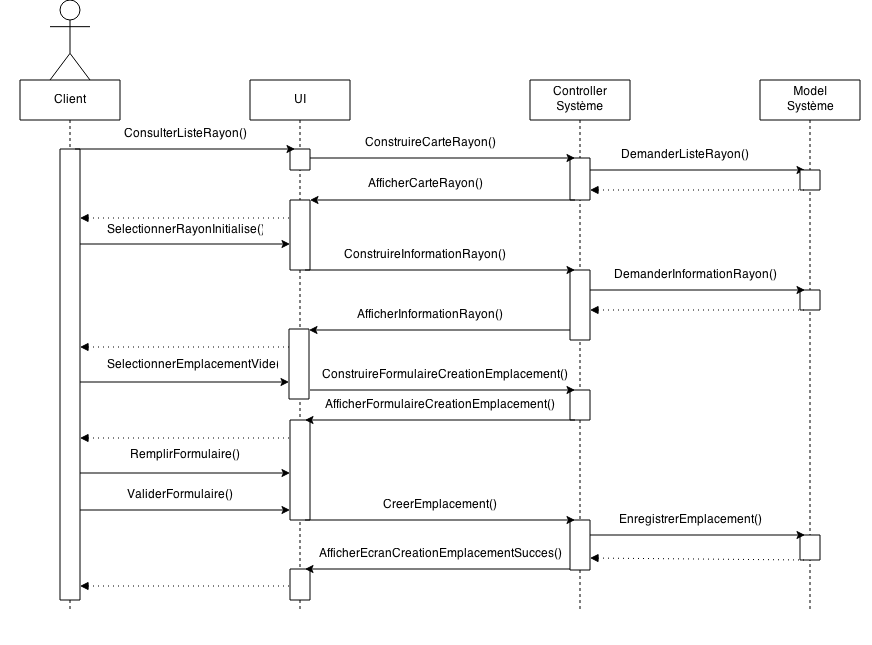 Client
UI
Controller
Système
Model
Système
ConsulterListeRayon()
ConstruireCarteRayon()
DemanderListeRayon()
AfficherCarteRayon()
SelectionnerRayonInitialise()
ConstruireInformationRayon()
DemanderInformationRayon()
AfficherInformationRayon()
SelectionnerEmplacementVide(
ConstruireFormulaireCreationEmplacement()
AfficherFormulaireCreationEmplacement()
RemplirFormulaire()
ValiderFormulaire()
CreerEmplacement()
EnregistrerEmplacement()
AfficherEcranCreationEmplacementSucces()